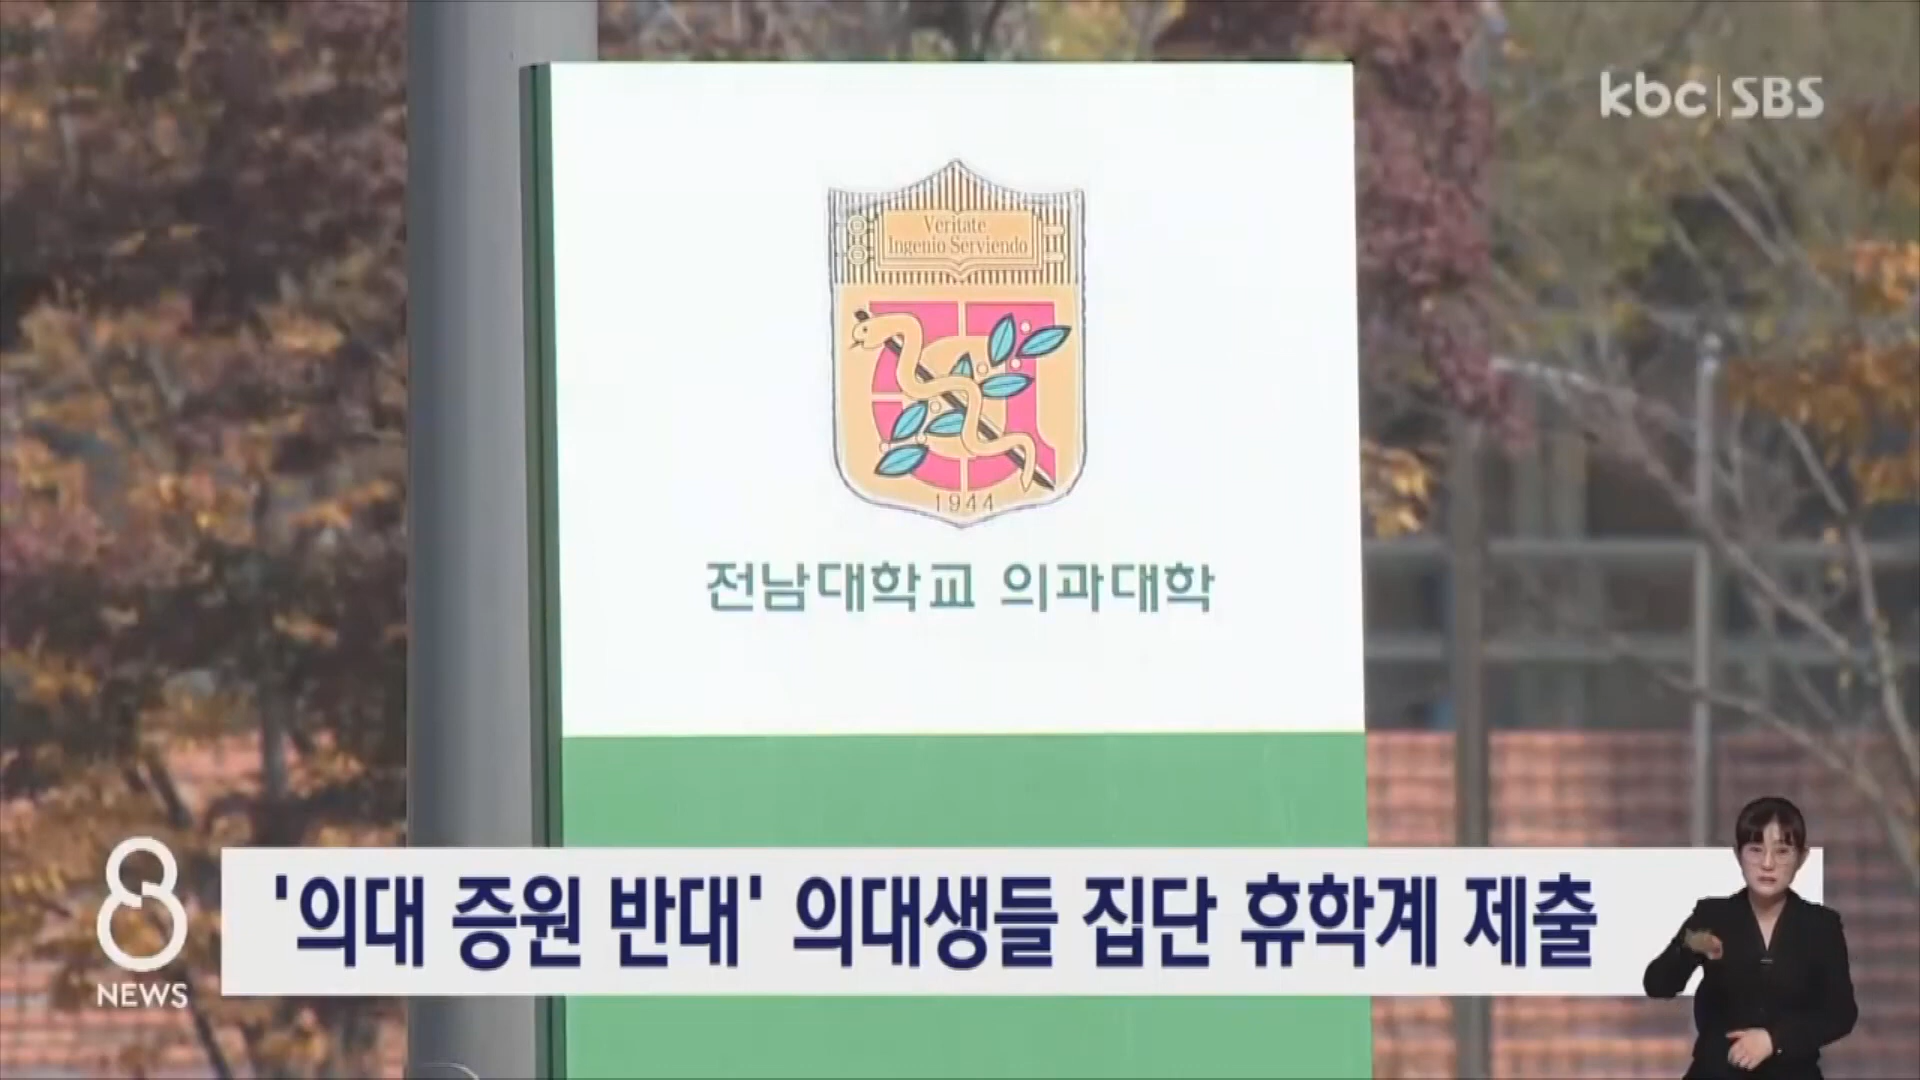 kbc SBS
Veritate
Ingenio Serviendo
1944
전남대학교 의과대학
8
NEWS
'의대 증원 반대' 의대생들 집단 휴학계 제출